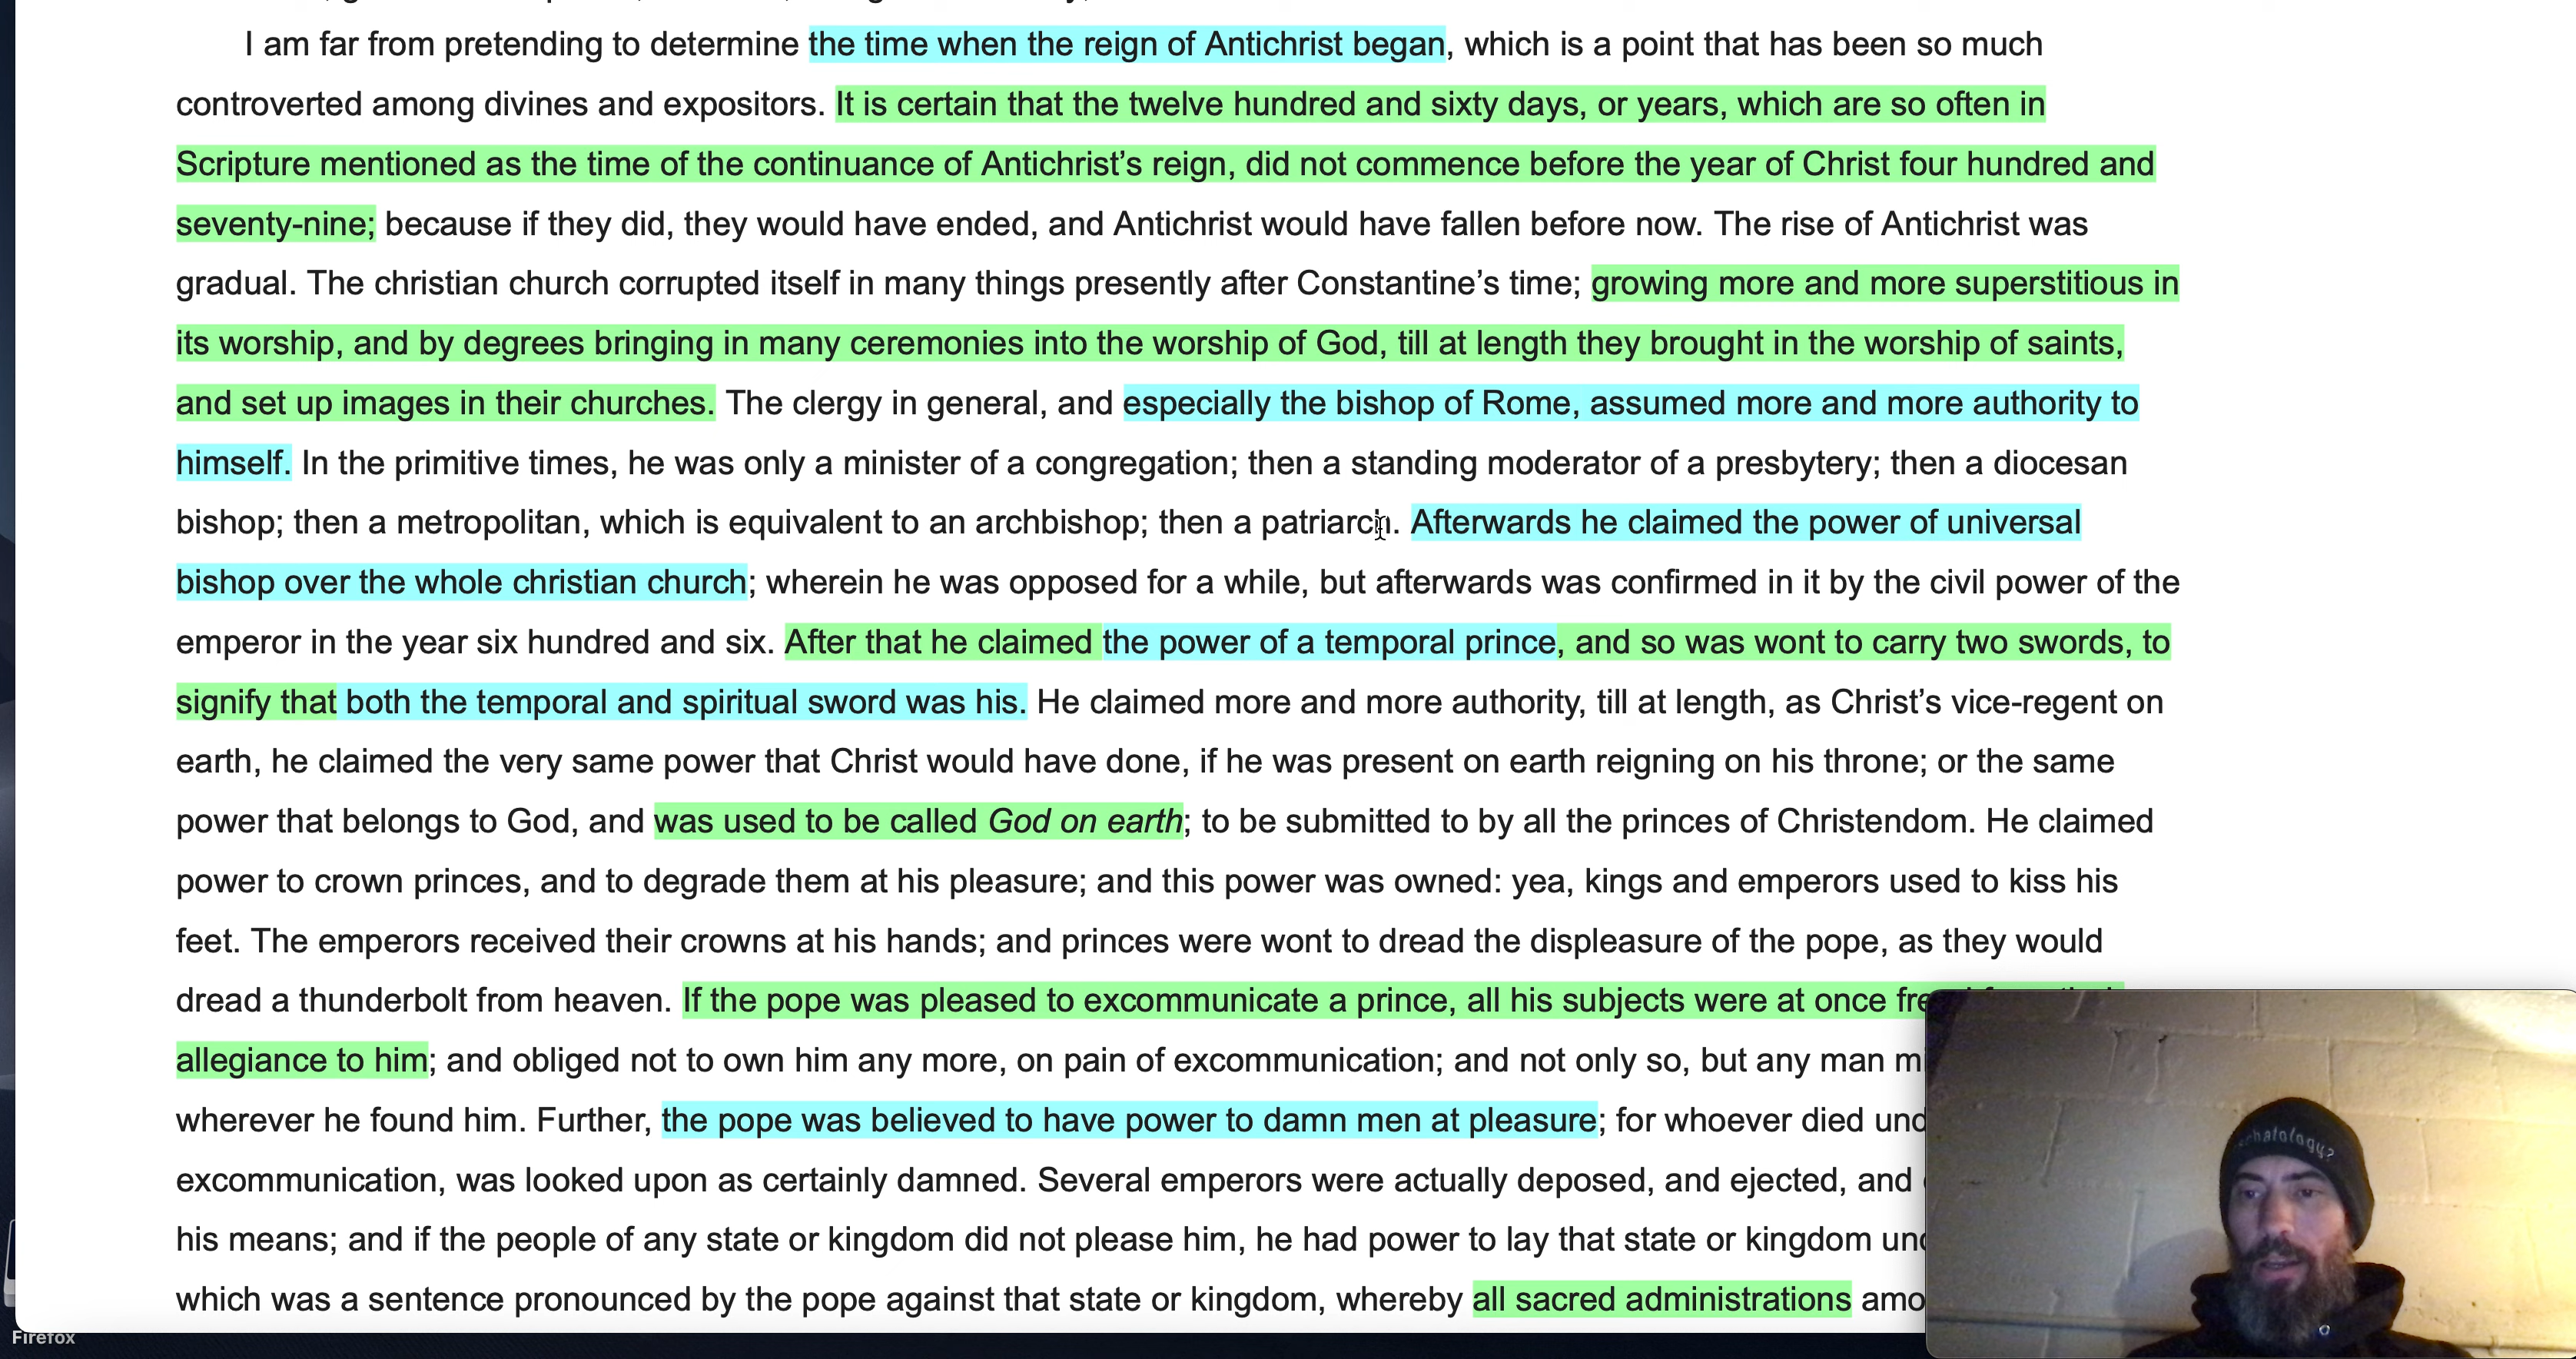 I am far from pretending to determine the time when the reign of Antichrist began, which is a point that has been so much
controverted among divines and expositors. It is certain that the twelve hundred and sixty days, or years, which are so often in
Scripture mentioned as the time of the continuance of Antichrist’s reign, did not commence before the year of Christ four hundred and
seventy-nine; because if they did, they would have ended, and Antichrist would have fallen before now. The rise of Antichrist was
gradual. The christian church corrupted itself in many things presently after Constantine’s time; growing more and more superstitious in
its worship, and by degrees bringing in many ceremonies into the worship of God, till at length they brought in the worship of saints,
and set up images in their churches. The clergy in general, and especially the bishop of Rome, assumed more and more authority to
himself. In the primitive times, he was only a minister of a congregation; then a standing moderator of a presbytery; then a diocesan
bishop; then a metropolitan, which is equivalent to an archbishop; then a patriarch. Afterwards he claimed the power of universal
bishop over the whole christian church; wherein he was opposed for a while, but afterwards was confirmed in it by the civil power of the
emperor in the year six hundred and six. After that he claimed the power of a temporal prince, and so was wont to carry two swords, to
signify that both the temporal and spiritual sword was his. He claimed more and more authority, till at length, as Christ’s vice-regent on
earth, he claimed the very same power that Christ would have done, if he was present on earth reigning on his throne; or the same
power that belongs to God, and was used to be called God on earth; to be submitted to by all the princes of Christendom. He claimed
power to crown princes, and to degrade them at his pleasure; and this power was owned: yea, kings and emperors used to kiss his
feet. The emperors received their crowns at his hands; and princes were wont to dread the displeasure of the pope, as they would
dread a thunderbolt from heaven. If the pope was pleased to excommunicate a prince, all his subjects were at once
allegiance to him; and obliged not to own him any more, on pain of excommunication; and not only so, but any man
wherever he found him. Further, the pope was believed to have power to damn men at pleasure; for whoever died
excommunication, was looked upon as certainly damned. Several emperors were actually deposed, and ejected, and
his means; and if the people of any state or kingdom did not please him, he had power to lay that state or kingdom
which was a sentence pronounced by the pope against that state or kingdom, whereby all sacred administrations
Firefox